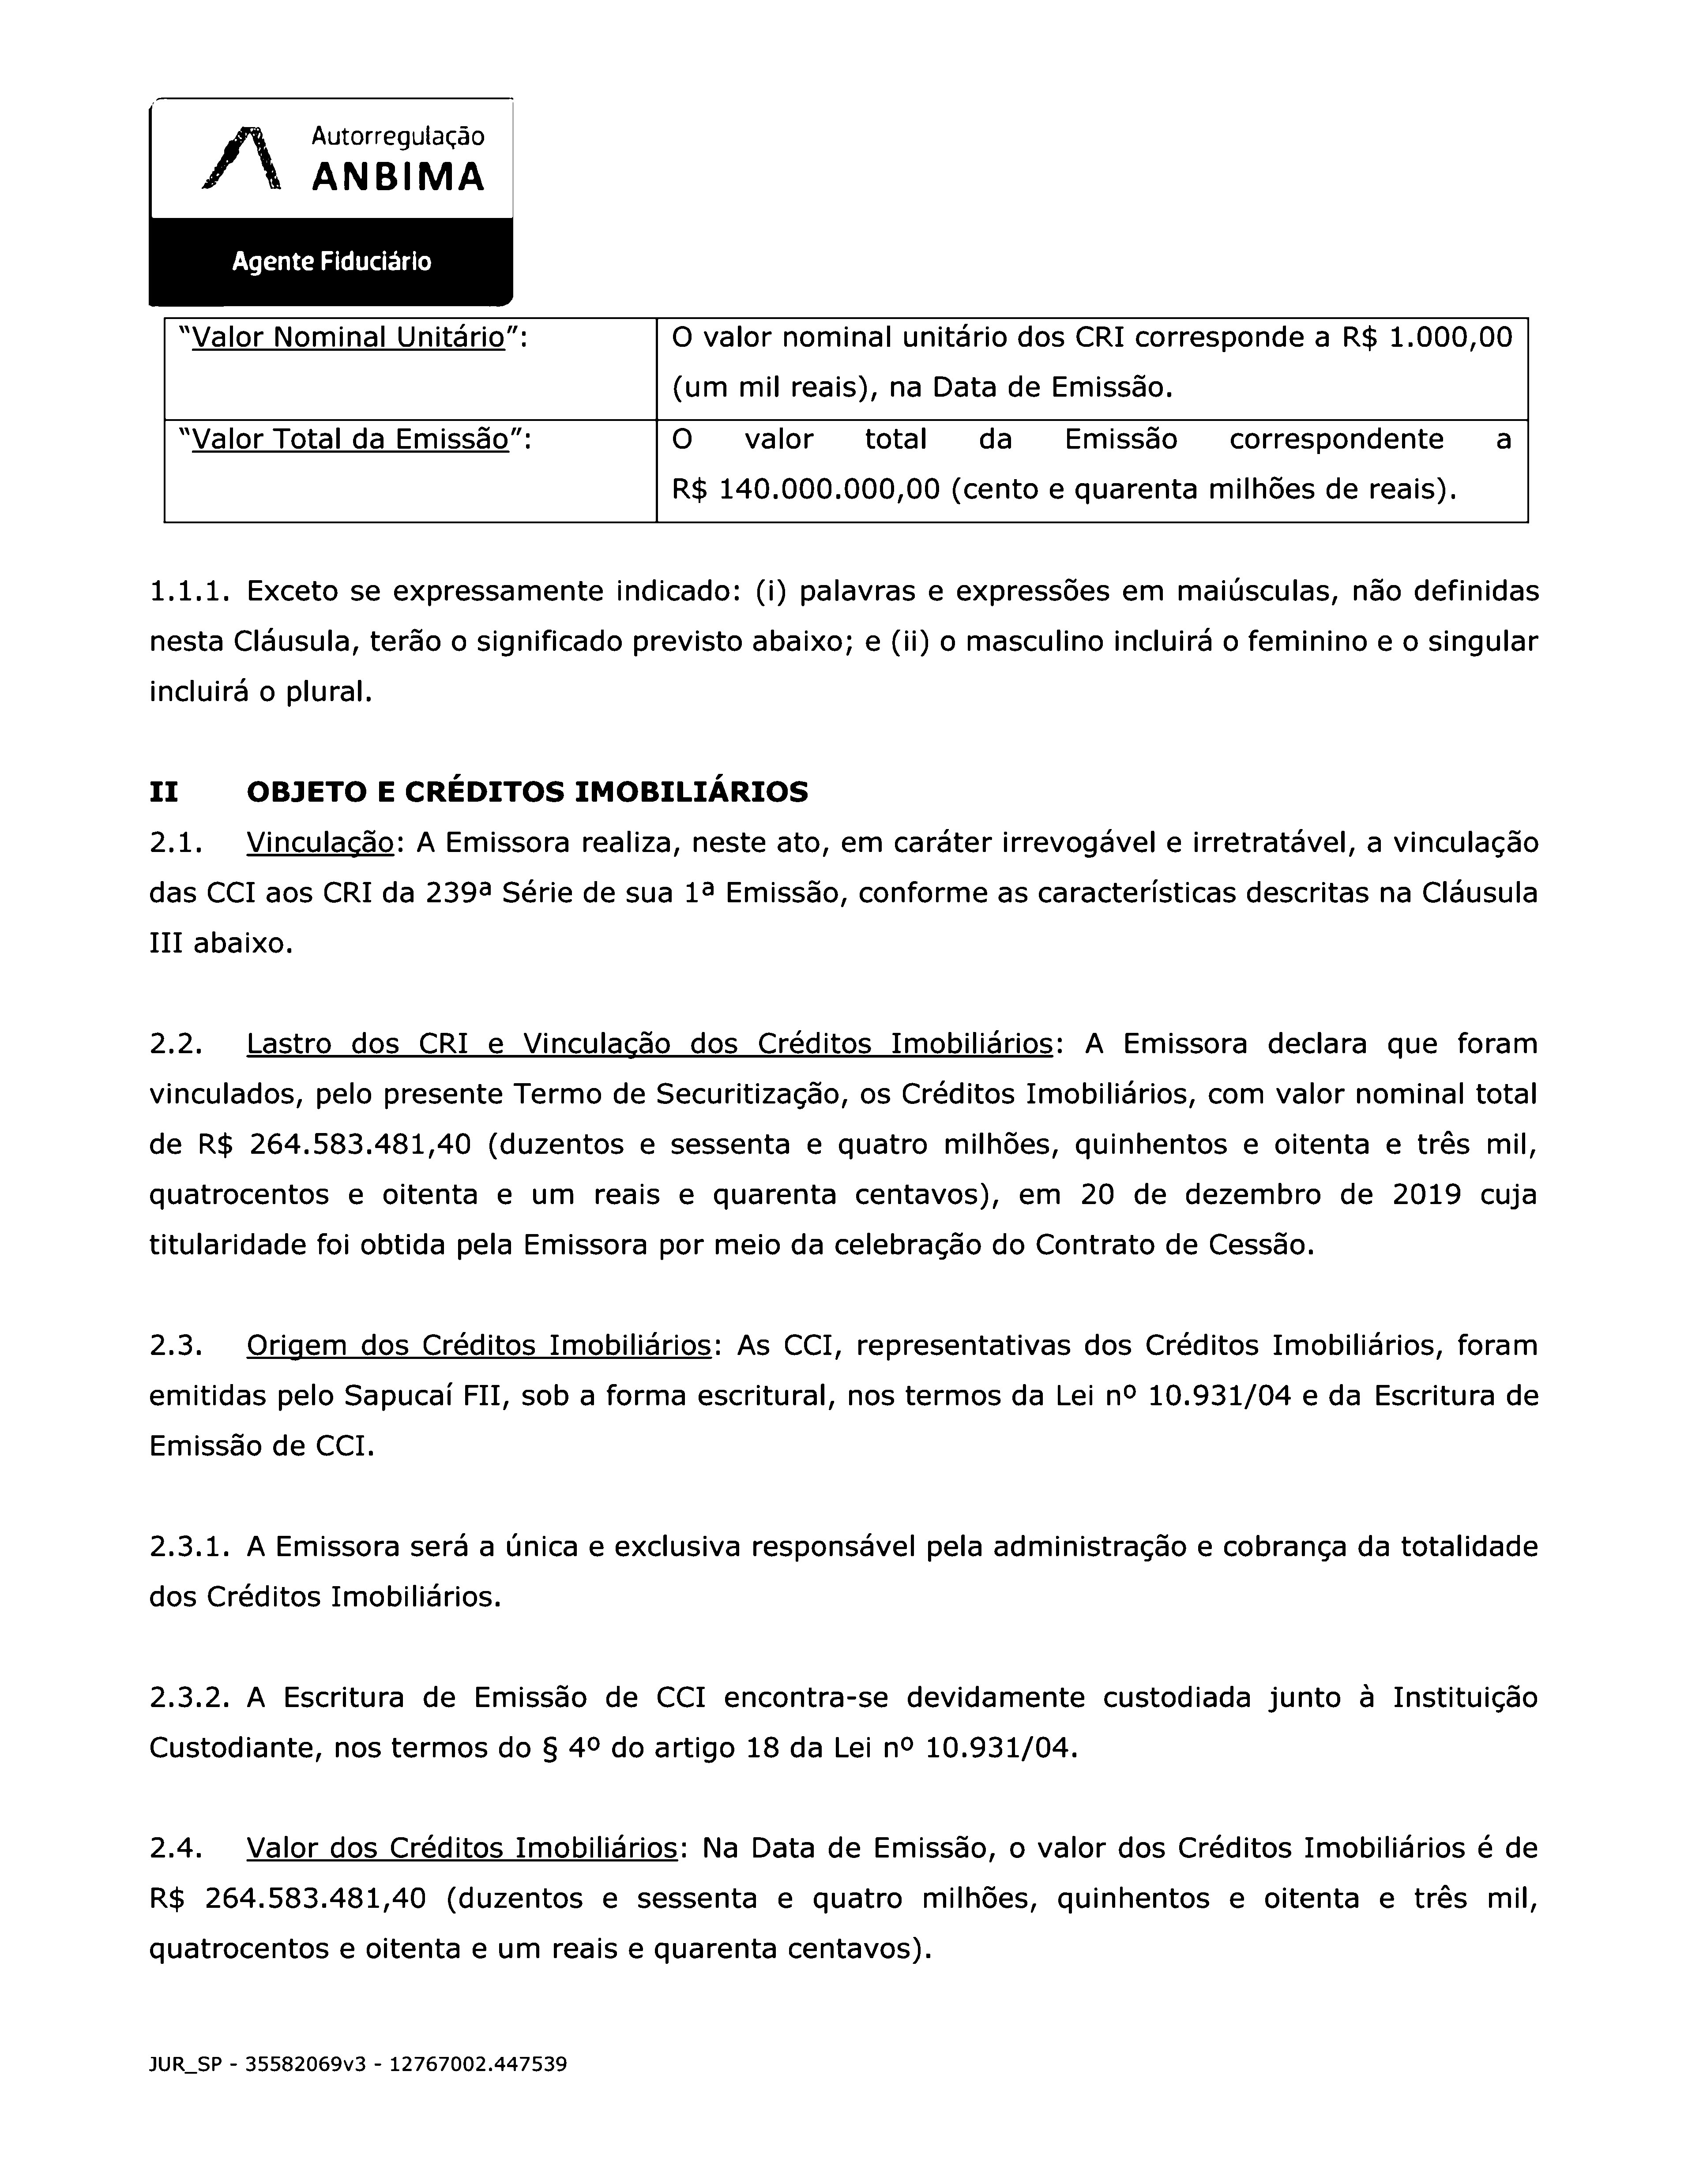 Autorregulação
ANBIMA
Agente Fiduciário
“Valor Nominal Unitário”:
O valor nominal unitário dos CRI corresponde a R$ 1.000,00
(um mil reais), na Data de Emissão.
“Valor Total da Emissão”:
O valor total da Emissão correspondente a
R$ 140.000.000,00 (cento e quarenta milhões de reais).
1.1.1. Exceto se expressamente indicado: (i) palavras e expressões em maiúsculas, não definidas
nesta Cláusula, terão o significado previsto abaixo; e (ii) o masculino incluirá o feminino e o singular
incluirá o plural.
II OBJETO E CRÉDITOS IMOBILIÁRIOS
2.1. Vinculação: A Emissora realiza, neste ato, em caráter irrevogável e irretratável, a vinculação
das CCI aos CRI da 239ª Série de sua 1ª Emissão, conforme as características descritas na Cláusula
III abaixo.
2.2. Lastro dos CRI e Vinculação dos Créditos Imobiliários: A Emissora declara que foram
vinculados, pelo presente Termo de Securitização, os Créditos Imobiliários, com valor nominal total
de R$ 264.583.481,40 (duzentos e sessenta e quatro milhões, quinhentos e oitenta e três mil,
quatrocentos e oitenta e um reais e quarenta centavos), em 20 de dezembro de 2019 cuja
titularidade foi obtida pela Emissora por meio da celebração do Contrato de Cessão.
2.3. Origem dos Créditos Imobiliários: As CCI, representativas dos Créditos Imobiliários, foram
emitidas pelo Sapucaí FII, sob a forma escritural, nos termos da Lei nº 10.931/04 e da Escritura de
Emissão de CCI.
2.3.1. A Emissora será a única e exclusiva responsável pela administração e cobrança da totalidade
dos Créditos Imobiliários.
2.3.2. A Escritura de Emissão de CCI encontra-se devidamente custodiada junto à Instituição
Custodiante, nos termos do § 4º do artigo 18 da Lei nº 10.931/04.
2.4. Valor dos Créditos Imobiliários: Na Data de Emissão, o valor dos Créditos Imobiliários é de
R$ 264.583.481,40 (duzentos e sessenta e quatro milhões, quinhentos e oitenta e três mil,
quatrocentos e oitenta e um reais e quarenta centavos).
JUR_SP - 35582069v3 - 12767002.447539